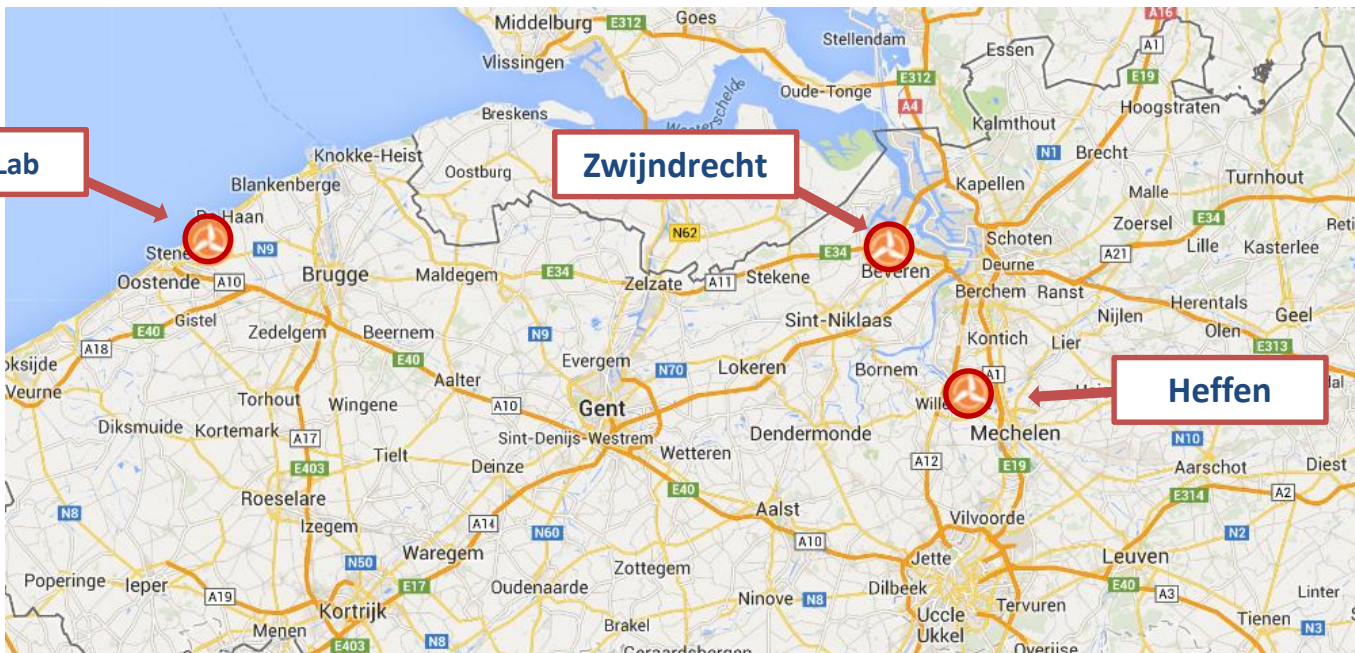 Middelburg
E312
Goes
A16
Stellendam
Essen
A1
Vlissingen
E312
E19
Oude-Tonge
Hoogstraten
Breskens
A4
Kalmthout
Westerschelde
N1
Brecht
Lab
Knokke-Heist
Zwijndrecht
Oostburg
Turnhout
Blankenberge
Kapellen
Malle
De Haan
Zoersel
E34
N62
Schoten
Lille
Kasterlee
N9
E34
A21
Brugge
Maldegem
E34
Stekene
Beveren
Deurne
Oostende
A10
Zelzate
A11
Berchem
Ranst
Herentals
Gistel
Sint-Niklaas
Nijlen
Geel
E40
Zedelgem
Beernem
N9
Kontich
Lier
Olen
A18
E40
Evergem
E313
Veurne
Aalter
N70
Lokeren
Bornem
A1
Torhout
Wingene
A10
Gent
Heffen
Diksmuide
Kortemark
A17
Sint-Denijs-Westrem
Dendermonde
Mechelen
N10
Tielt
Wetteren
A12
E19
Aarschot
Diest
E403
Deinze
E40
E314
A2
Roeselare
Aalst
N8
Izegem
A14
N60
Vilvoorde
N2
N50
Waregem
A10
Jette
Leuven
Poperinge
Ieper
Zottegem
E17
Oudenaarde
Dilbeek
E40
A3
Linter
A19
Kortrijk
Ninove
N8
Tervuren
Tienen
Menen
N8
Brakel
Uccle
N3
E403
Geraardsbergen
Ukkel
Overijse